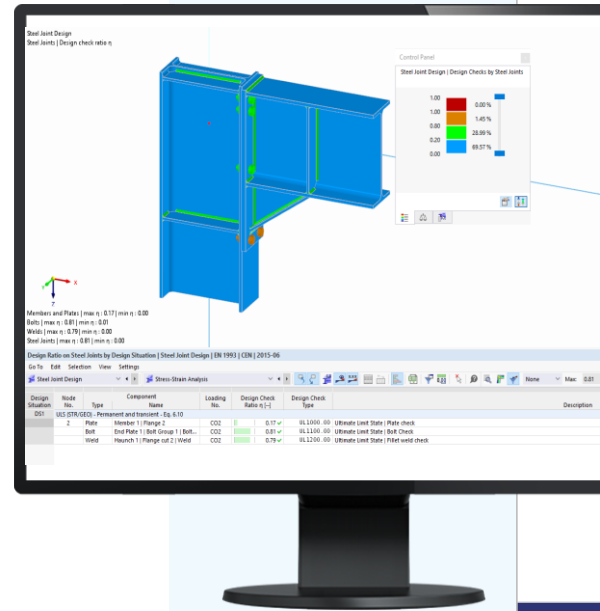 Steel Joint Design
Steel Joints | Design check ratio η
Control Panel
Steel Joint Design | Design Checks by Steel Joints
1.00
1.00
0.80
0.20
0.00
0.00 %
1.45 %
28.99 %
69.57 %
X
Y
Z
Members and Plates | max η : 0.17 | min η : 0.00
Bolts | max η : 0.81 | min η : 0.01
Welds | max η : 0.79 | min η : 0.00
Steel Joints | max η : 0.81 | min η : 0.00
Design Ratio on Steel Joints by Design Situation | Steel Joint Design | EN 1993 | CEN | 2015-06
Go To Edit Selection View Settings
Steel Joint Design Stress-Strain Analysis None Max: 0.81
Design Situation Node No. Type Component Name Loading No. Design Check Ratio η [--] Design Check Type Description
DS1 ULS (STR/GEO) - Permanent and transient - Eq. 6.10
2 Plate Member 1 | Flange 2 CO2 0.17 ✓ UL1000.00 Ultimate Limit State | Plate check
Bolt End Plate 1 | Bolt Group 1 | Bolt... CO2 0.81 ✓ UL1100.00 Ultimate Limit State | Bolt Check
Weld Haunch 1 | Flange cut 2 | Weld CO2 0.79 ✓ UL1200.00 Ultimate Limit State | Fillet weld check